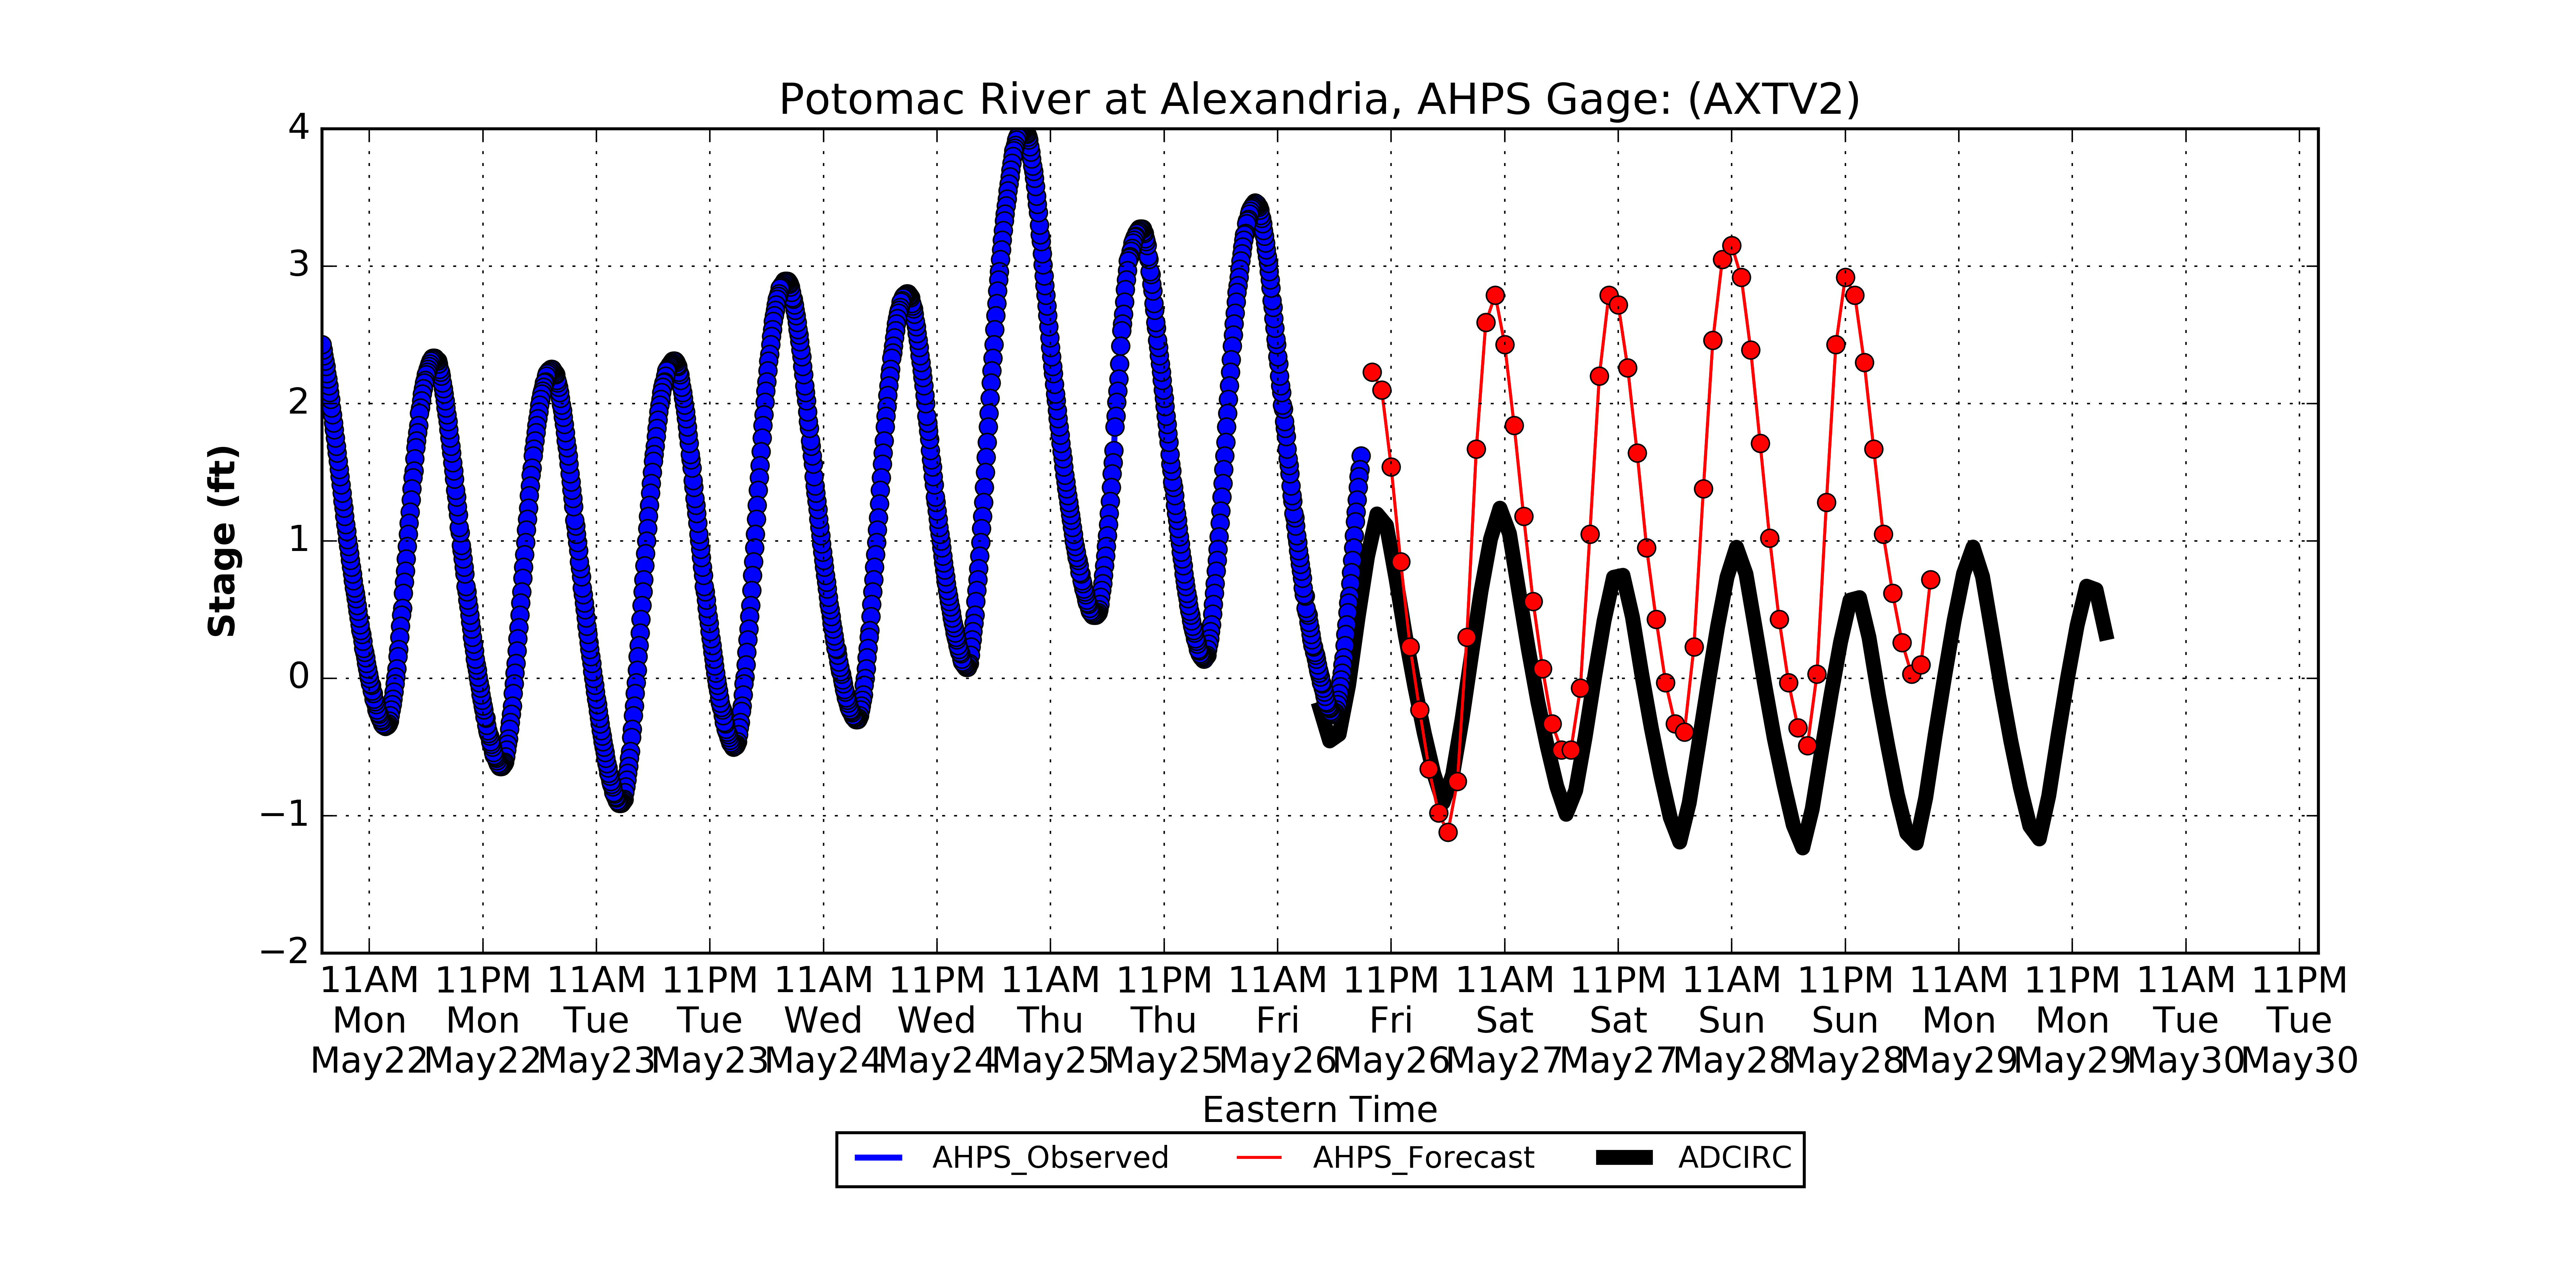 Potomac River at Alexandria, AHPS Gage: (AXTV2)
4
3
2
1
0
−1
−2
Stage (ft)
11AM 11PM 11AM 11PM 11AM 11PM 11AM 11PM 11AM 11PM 11AM 11PM 11AM 11PM 11AM 11PM 11AM 11PM
Mon Mon Tue Tue Wed Wed Thu Thu Fri Fri Sat Sat Sun Sun Mon Mon Tue Tue
May22 May22 May23 May23 May24 May24 May25 May25 May26 May26 May27 May27 May28 May28 May29 May29 May30 May30
Eastern Time
AHPS_Observed AHPS_Forecast ADCIRC